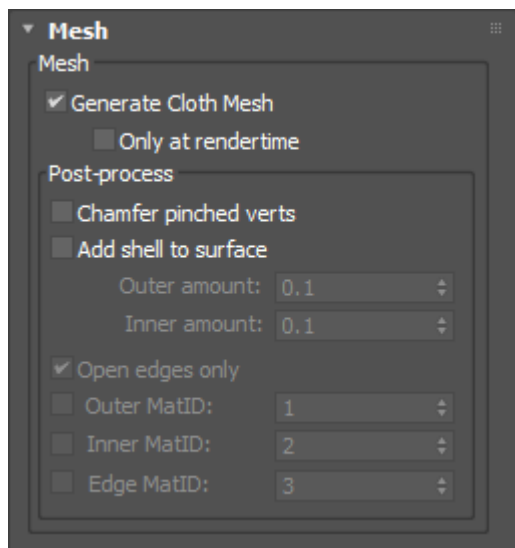 Mesh
Mesh
Generate Cloth Mesh
Only at rendertime
Post-process
Chamfer pinched verts
Add shell to surface
Outer amount: 0.1
Inner amount: 0.1
Open edges only
Outer MatID: 1
Inner MatID: 2
Edge MatID: 3